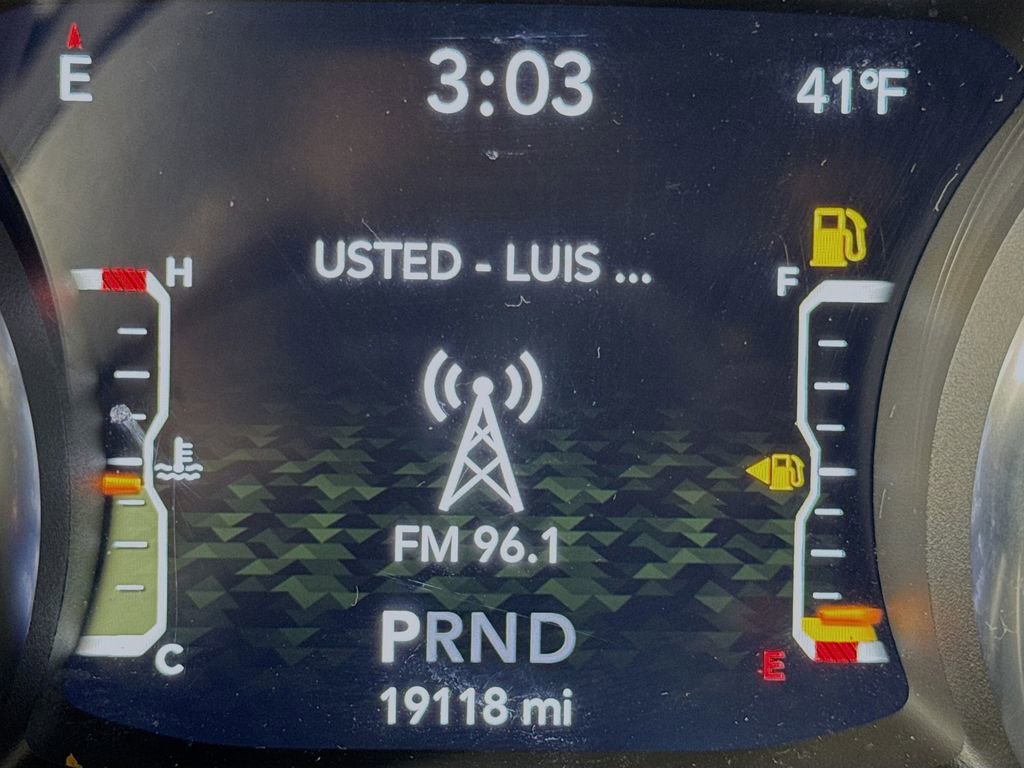 E
3:03
41°F
USTED - LUIS ...
H
F
FM 96.1
PRND
C
E
19118 mi